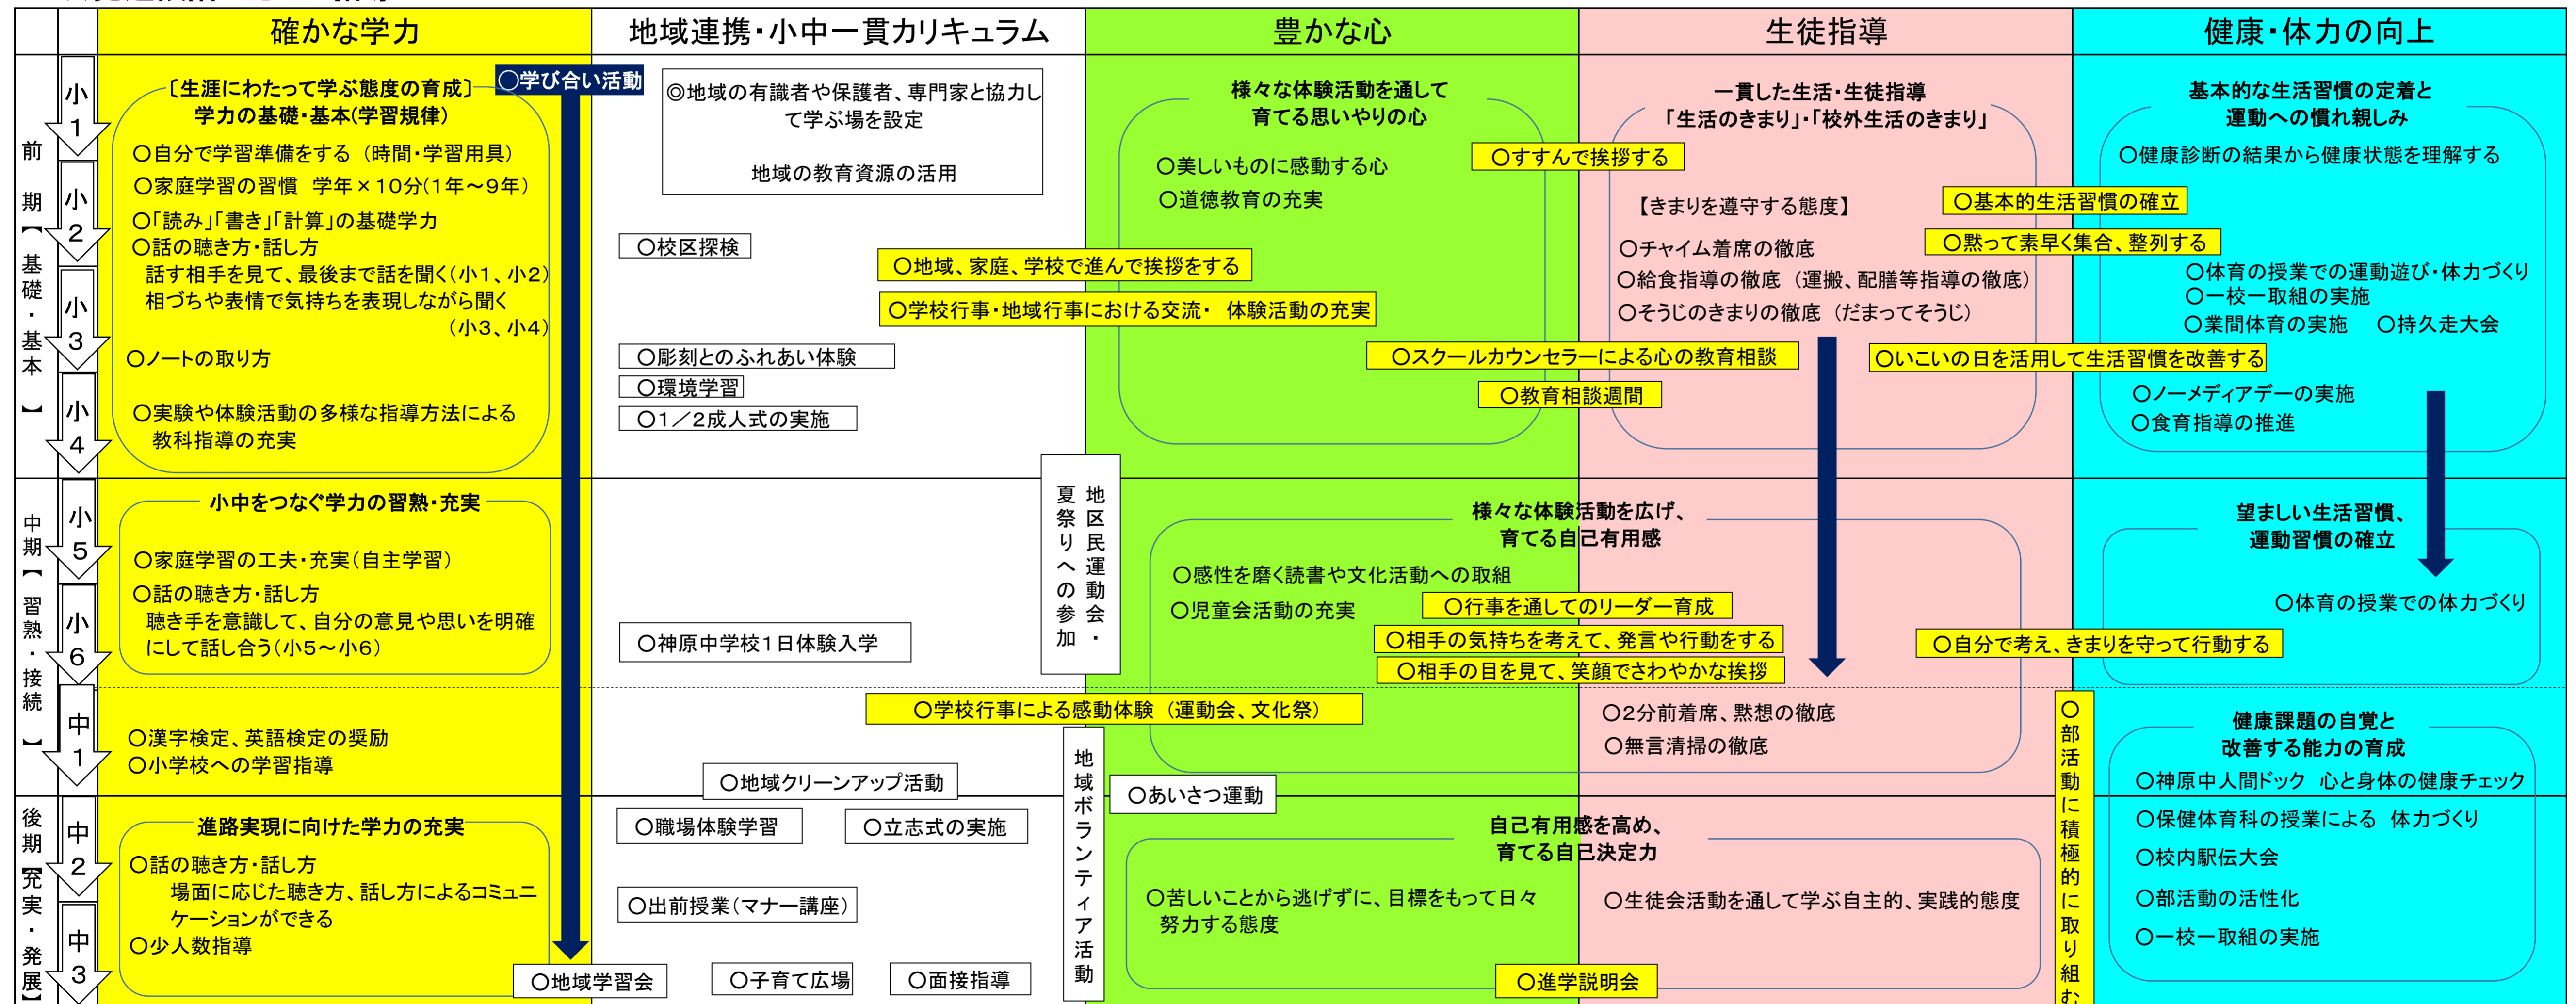 確かな学力
地域連携・小中一貫カリキュラム
豊かな心
生徒指導
健康・体力の向上
前期【基礎・基本】
小1
小2
小3
小4
〔生涯にわたって学ぶ態度の育成〕
学力の基礎・基本(学習規律)
○自分で学習準備をする（時間・学習用具）
○家庭学習の習慣　学年×10分(1年～9年)
○「読み」「書き」「計算」の基礎学力
○話の聴き方・話し方
話す相手を見て、最後まで話を聞く(小1、小2)
相づちや表情で気持ちを表現しながら聞く
（小3、小4）
○ノートの取り方
○実験や体験活動の多様な指導方法による
教科指導の充実
○学び合い活動
◎地域の有識者や保護者、専門家と協力し
て学ぶ場を設定
地域の教育資源の活用
○校区探検
○地域、家庭、学校で進んで挨拶をする
○学校行事・地域行事における交流・ 体験活動の充実
○彫刻とのふれあい体験
○環境学習
○1／2成人式の実施
様々な体験活動を通して
育てる思いやりの心
○美しいものに感動する心
○道徳教育の充実
○すすんで挨拶する
○スクールカウンセラーによる心の教育相談
○教育相談週間
一貫した生活・生徒指導
「生活のきまり」・「校外生活のきまり」
【きまりを遵守する態度】
○チャイム着席の徹底
○給食指導の徹底（運搬、配膳等指導の徹底）
○そうじのきまりの徹底（だまってそうじ）
○基本的生活習慣の確立
○黙って素早く集合、整列する
○いこいの日を活用して生活習慣を改善する
基本的な生活習慣の定着と
運動への慣れ親しみ
○健康診断の結果から健康状態を理解する
○体育の授業での運動遊び・体力づくり
○一校一取組の実施
○業間体育の実施　○持久走大会
○ノーメディアデーの実施
○食育指導の推進
中期【習熟・接続】
小5
小6
中1
小中をつなぐ学力の習熟・充実
○家庭学習の工夫・充実（自主学習）
○話の聴き方・話し方
聴き手を意識して、自分の意見や思いを明確
にして話し合う（小5～小6）
○漢字検定、英語検定の奨励
○小学校への学習指導
地区民運動会・
夏祭りへの参加
○神原中学校1日体験入学
○学校行事による感動体験（運動会、文化祭）
○地域クリーンアップ活動
様々な体験活動を広げ、
育てる自己有用感
○感性を磨く読書や文化活動への取組
○児童会活動の充実
○行事を通してのリーダー育成
○相手の気持ちを考えて、発言や行動をする
○相手の目を見て、笑顔でさわやかな挨拶
○2分前着席、黙想の徹底
○無言清掃の徹底
○自分で考え、きまりを守って行動する
望ましい生活習慣、
運動習慣の確立
○体育の授業での体力づくり
○部活動に積極的に取り組む
健康課題の自覚と
改善する能力の育成
○神原中人間ドック　心と身体の健康チェック
○保健体育科の授業による 体力づくり
○校内駅伝大会
○部活動の活性化
○一校一取組の実施
後期【充実・発展】
中2
中3
進路実現に向けた学力の充実
○話の聴き方・話し方
場面に応じた聴き方、話し方によるコミュニ
ケーションができる
○少人数指導
○地域学習会
○職場体験学習
○立志式の実施
○出前授業（マナー講座）
○子育て広場
○面接指導
地域ボランティア活動
○あいさつ運動
自己有用感を高め、
育てる自己決定力
○苦しいことから逃げずに、目標をもって日々
努力する態度
○生徒会活動を通して学ぶ自主的、実践的態度
○進学説明会